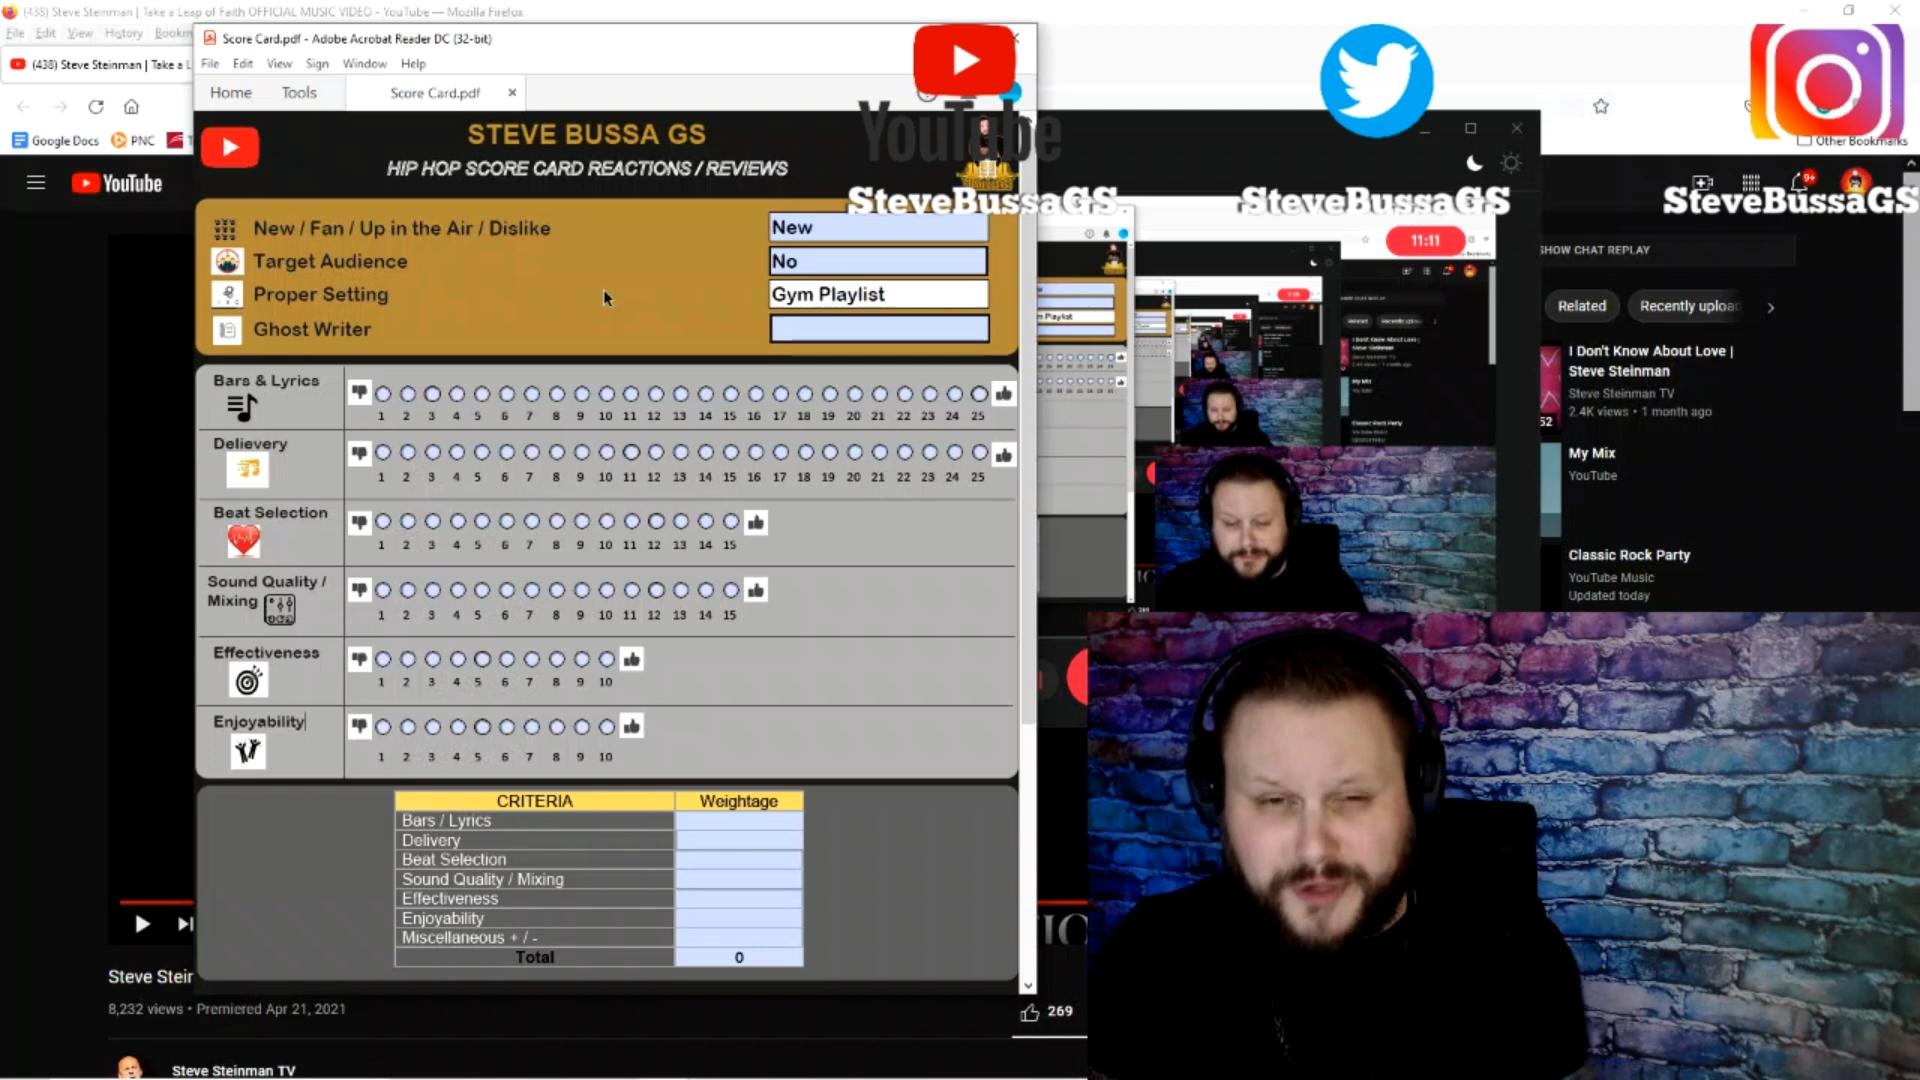 (438) Steve Steinman | Take a Leap of Faith OFFICIAL MUSIC VIDEO - YouTube — Mozilla Firefox
File Edit View History Bookm
(438) Steve Steinman | Take a L
Google Docs PNC
Other Bookmarks
YouTube
Score Card.pdf - Adobe Acrobat Reader DC (32-bit)
File Edit View Sign Window Help
Home Tools Score Card.pdf
YouTube
SteveBussaGS SteveBussaGS SteveBussaGS
9+
STEVE BUSSA GS
HIP HOP SCORE CARD REACTIONS / REVIEWS
New / Fan / Up in the Air / Dislike New
Target Audience No
Proper Setting Gym Playlist
Ghost Writer
Bars & Lyrics
1 2 3 4 5 6 7 8 9 10 11 12 13 14 15 16 17 18 19 20 21 22 23 24 25
Delievery
1 2 3 4 5 6 7 8 9 10 11 12 13 14 15 16 17 18 19 20 21 22 23 24 25
Beat Selection
1 2 3 4 5 6 7 8 9 10 11 12 13 14 15
Sound Quality /
Mixing
1 2 3 4 5 6 7 8 9 10 11 12 13 14 15
Effectiveness
1 2 3 4 5 6 7 8 9 10
Enjoyability
1 2 3 4 5 6 7 8 9 10
CRITERIA Weightage
Bars / Lyrics
Delivery
Beat Selection
Sound Quality / Mixing
Effectiveness
Enjoyability
Miscellaneous + / -
Total 0
11:11
SHOW CHAT REPLAY
Related Recently uploa
I Don't Know About Love |
Steve Steinman
Steve Steinman TV
2.4K views • 1 month ago
52
My Mix
YouTube
Classic Rock Party
YouTube Music
Updated today
Steve Stei
8,232 views • Premiered Apr 21, 2021
269
Steve Steinman TV